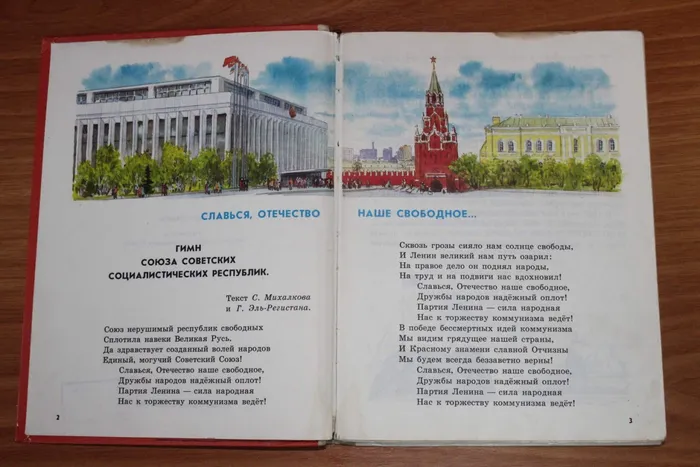 СЛАВЬСЯ, ОТЕЧЕСТВО НАШЕ СВОБОДНОЕ...
ГИМН
СОЮЗА СОВЕТСКИХ
СОЦИАЛИСТИЧЕСКИХ РЕСПУБЛИК.
Текст С. Михалкова
и Г. Эль-Регистана.
Союз нерушимый республик свободных
Сплотила навеки Великая Русь.
Да здравствует созданный волей народов
Единый, могучий Советский Союз!
Славься, Отечество наше свободное,
Дружбы народов надёжный оплот!
Партия Ленина — сила народная
Нас к торжеству коммунизма ведёт!
2
Сквозь грозы сияло нам солнце свободы,
И Ленин великий нам путь озарил:
На правое дело он поднял народы,
На труд и на подвиги нас вдохновил!
Славься, Отечество наше свободное,
Дружбы народов надёжный оплот!
Партия Ленина — сила народная
Нас к торжеству коммунизма ведёт!
В победе бессмертных идей коммунизма
Мы видим грядущее нашей страны,
И Красному знамени славной Отчизны
Мы будем всегда беззаветно верны!
Славься, Отечество наше свободное,
Дружбы народов надёжный оплот!
Партия Ленина — сила народная
Нас к торжеству коммунизма ведёт!
3